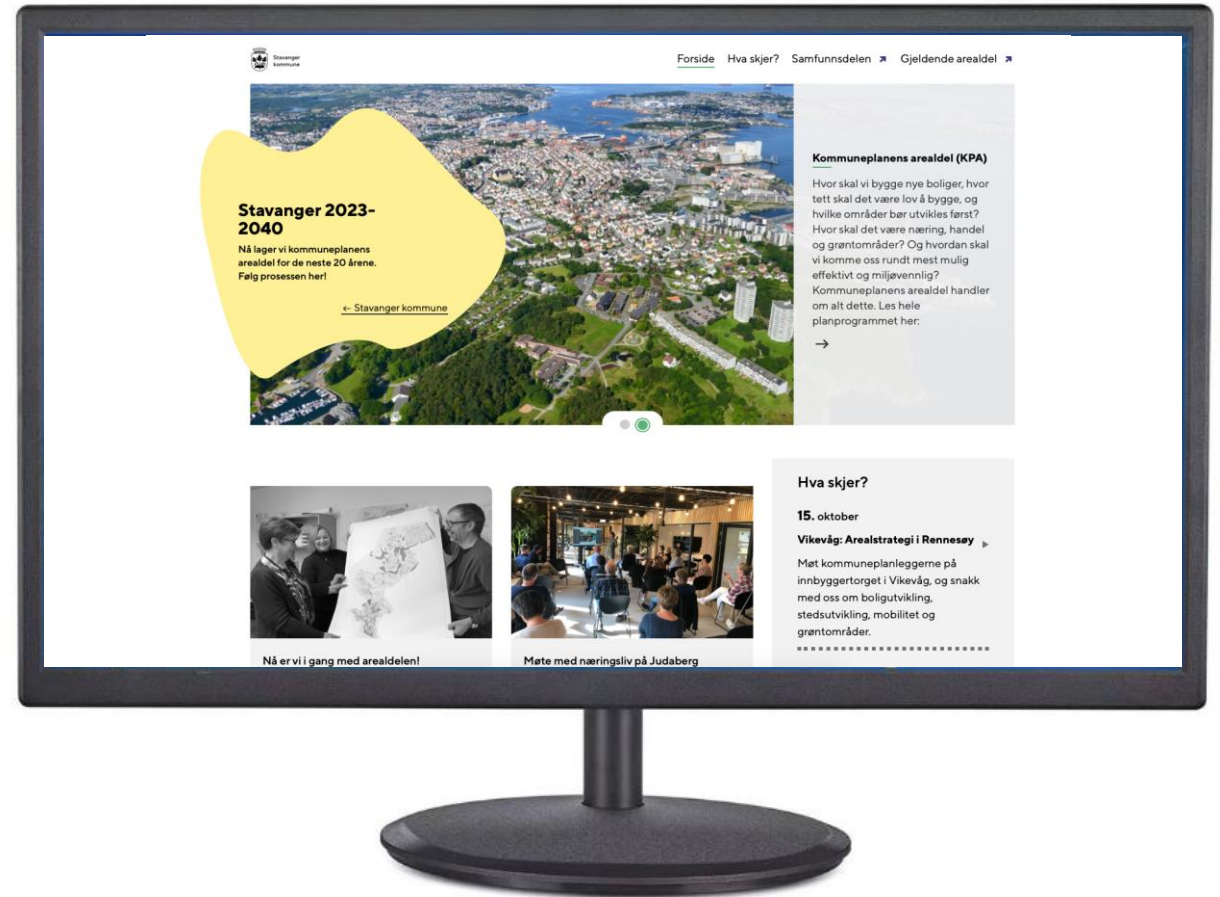 Stavanger
kommune
Forside Hva skjer? Samfunnsdelen Gjeldende arealdel
Stavanger 2023-
2040
Nå lager vi kommuneplanens
arealdel for de neste 20 årene.
Følg prosessen her!
← Stavanger kommune
Kommuneplanens arealdel (KPA)
Hvor skal vi bygge nye boliger, hvor
tett skal det være lov å bygge, og
hvilke områder bør utvikles først?
Hvor skal det være næring, handel
og grøntområder? Og hvordan skal
vi komme oss rundt mest mulig
effektivt og miljøvennlig?
Kommuneplanens arealdel handler
om alt dette. Les hele
planprogrammet her:
→
Nå er vi i gang med arealdelen!
Møte med næringsliv på Judaberg
Hva skjer?
15. oktober
Vikevåg: Arealstrategi i Rennesøy
Møt kommuneplanleggerne på
innbyggertorget i Vikevåg, og snakk
med oss om boligutvikling,
stedsutvikling, mobilitet og
grøntområder.